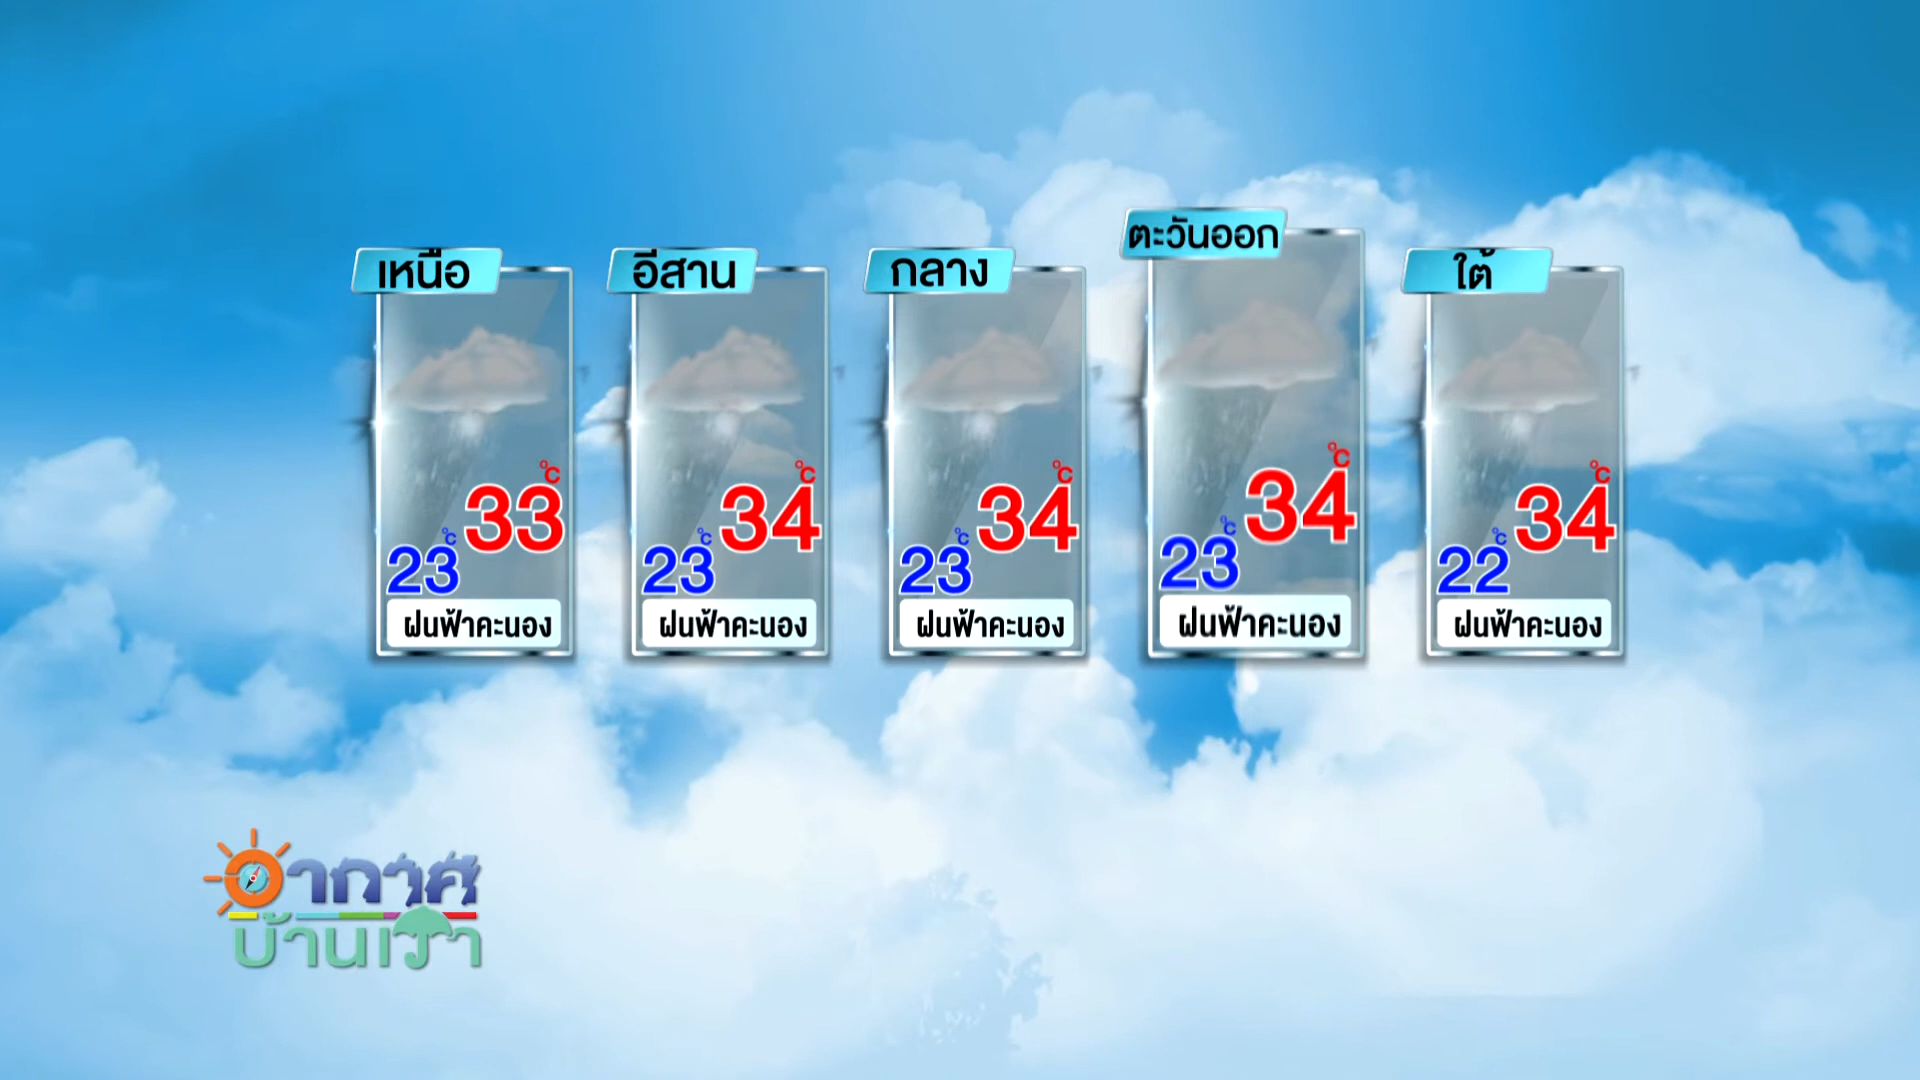 เหนือ
33°C
23°C
ฝนฟ้าคะนอง
อีสาน
34°C
23°C
ฝนฟ้าคะนอง
กลาง
34°C
23°C
ฝนฟ้าคะนอง
ตะวันออก
34°C
23°C
ฝนฟ้าคะนอง
ใต้
34°C
22°C
ฝนฟ้าคะนอง
อากาศ
บ้านเรา